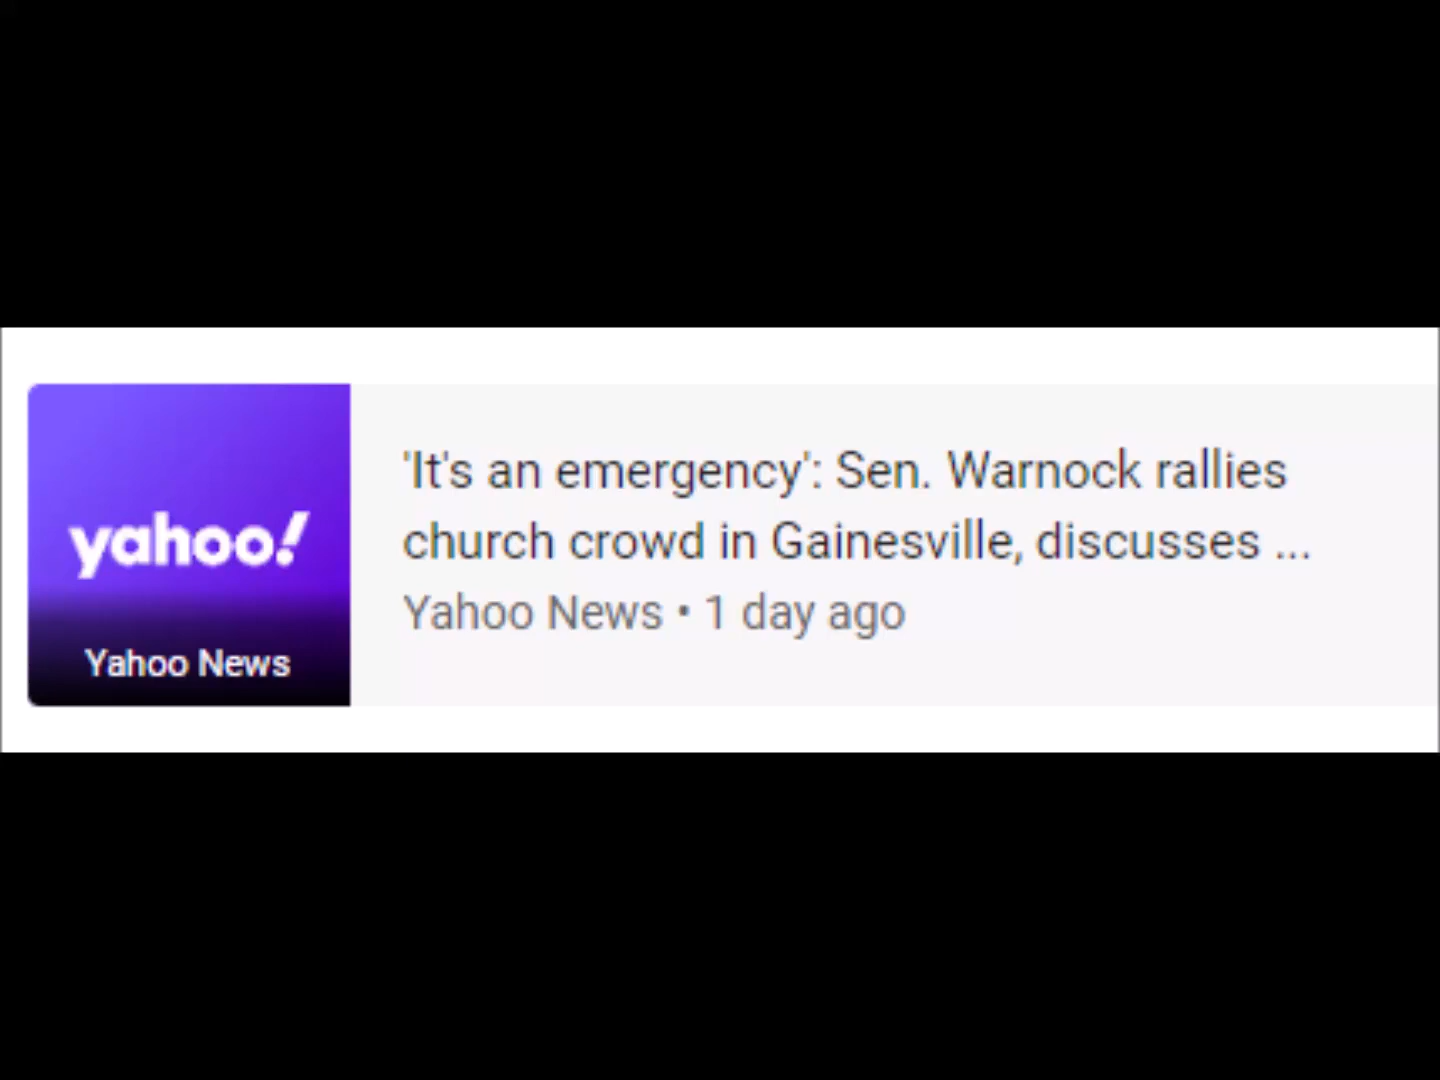 yahoo!
Yahoo News
'It's an emergency': Sen. Warnock rallies
church crowd in Gainesville, discusses ...
Yahoo News • 1 day ago